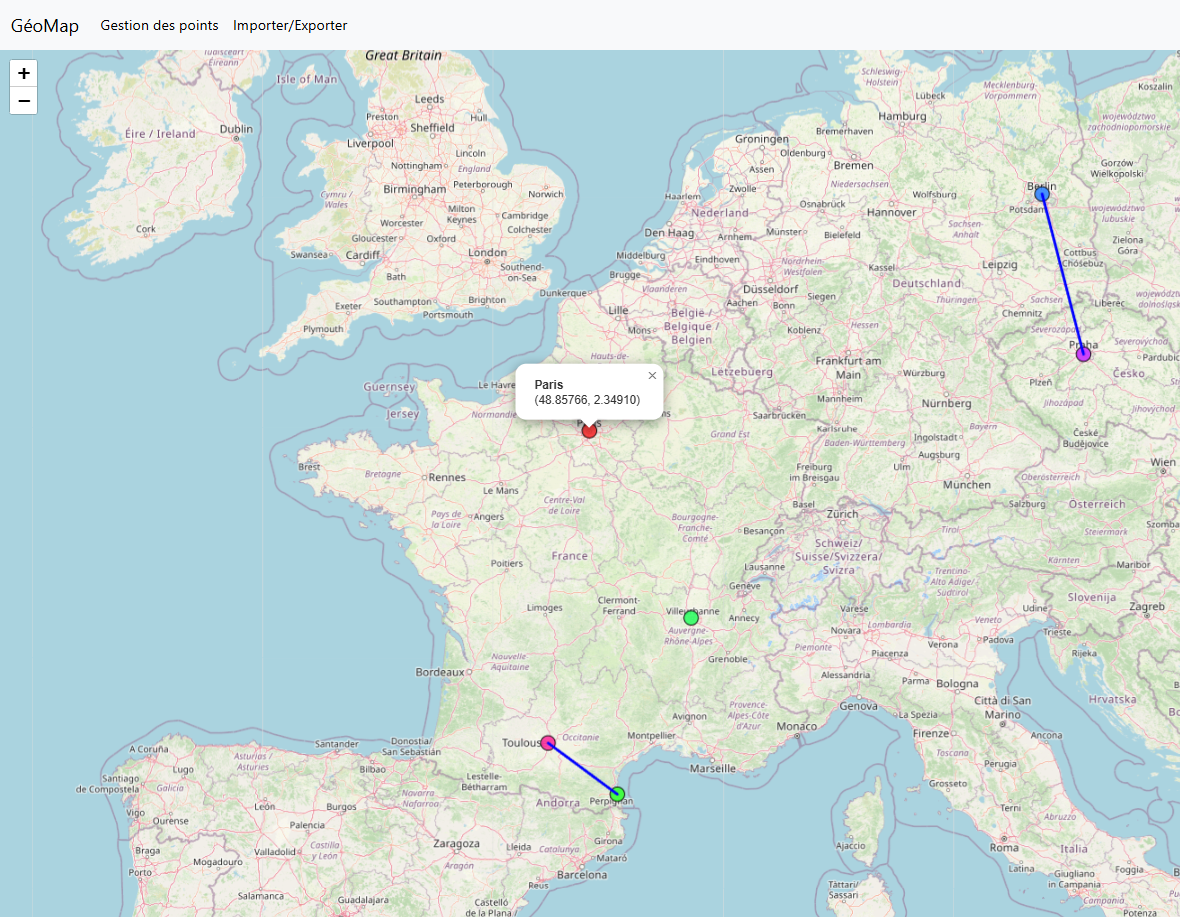 GéoMap Gestion des points Importer/Exporter
+
−
Great Britain
Isle of Man
Leeds
Preston
Hull
Sheffield
Éire / Ireland
Dublin
Liverpool
Lincoln
Nottingham
England
Birmingham
Peterborough
Norwich
Cymru /
Wales
Milton
Keynes
Cambridge
Worcester
Colchester
Cork
Gloucester
Oxford
Swansea
Cardiff
London
Bath
Southend-
on-Sea
Exeter
Southampton
Brighton
Portsmouth
Plymouth
Schleswig-
Holstein
Mecklenburg-
Vorpommern
Koszalin
Lübeck
Hamburg
województwo
zachodniopomorskie
Groningen
Bremerhaven
Oldenburg
Bremen
Assen
Gorzów
Wielkopolski
Niedersachsen
Berlin
Zwolle
Haarlem
Wolfsburg
Nederland
Osnabrück
Hannover
Potsdam
województwo
lubuskie
Den Haag
Arnhem
Münster
Bielefeld
Sachsen-
Anhalt
Zielona
Góra
Middelburg
Eindhoven
Nordrhein-
Westfalen
Kassel
Leipzig
Cottbus
Chóśebuz
Brugge
Dunkerque
Vlaanderen
Düsseldorf
Deutschland
Aachen
Bonn
Siegen
Thüringen
Sachsen
Liberec
województwo
dolnośląskie
Lille
België /
Belgique /
Belgien
Chemnitz
Mons
Koblenz
Hessen
Severozápad
Praha
Severovýchod
Hauts-de-
Frankfurt am
Main
Pardubice
Letzebuerg
Plzeň
Česko
Guernsey
Le Havre
Paris
(48.85766, 2.34910)
×
Mannheim
Nürnberg
Jihozápad
Jihovýchod
Jersey
Normandie
Saarbrücken
Karlsruhe
Bayern
Grand Est
Baden-Württemberg
Ingolstadt
České
Budějovice
Augsburg
Brest
Bretagne
Rennes
Freiburg
im Breisgau
Ulm
Wien
München
Oberösterreich
Le Mans
Centre-Val
de Loire
Basel
Salzburg
Österreich
Pays de
la Loire
Angers
Bourgogne-
Franche-
Comté
Besançon
Zürich
Tirol
Steiermark
France
Schweiz/
Suisse/Svizzera/
Svizra
Poitiers
Lausanne
Kärnten
Maribor
Trentino-
Alto Adige/
Südtirol
Genève
Slovenija
Limoges
Clermont-
Ferrand
Annecy
Varese
Udine
Zagreb
Auvergne-
Rhône-Alpes
Novara
Lombardia
Veneto
Trieste
Verona
Padova
Piemonte
Piacenza
Rijeka
Nouvelle
Aquitaine
Grenoble
Bordeaux
Alessandria
Parma
Bologna
Hrvatska
Provence-
Alpes-Côte
d'Azur
Genova
Città di San
Marino
Avignon
La Spezia
Monaco
Firenze
Ancona
Occitanie
Montpellier
A Coruña
Santander
Donostia/
San Sebastián
Toscana
Marseille
Perugia
Asturias
Asturies
Lugo
Bilbao
Lestelle-
Bétharram
Grosseto
Santiago
de Compostela
Galicia
Navarra
Nafarroa
Andorra
Perpignan
León
Burgos
Terni
Abruzzo
Vigo
Ourense
Palencia
Girona
Braga
Valladolid
Castilla
y León
Zaragoza
Lleida
Catalunya
Ajaccio
Roma
Italia
Mataró
Mogadouro
Aragón
Porto
Barcelona
Latina
Giugliano
in Campania
Foggia
Reus
Tàttari/
Sassari
Salamanca
Guadalajara
Castelló
de la Plana
Campania
Potenza